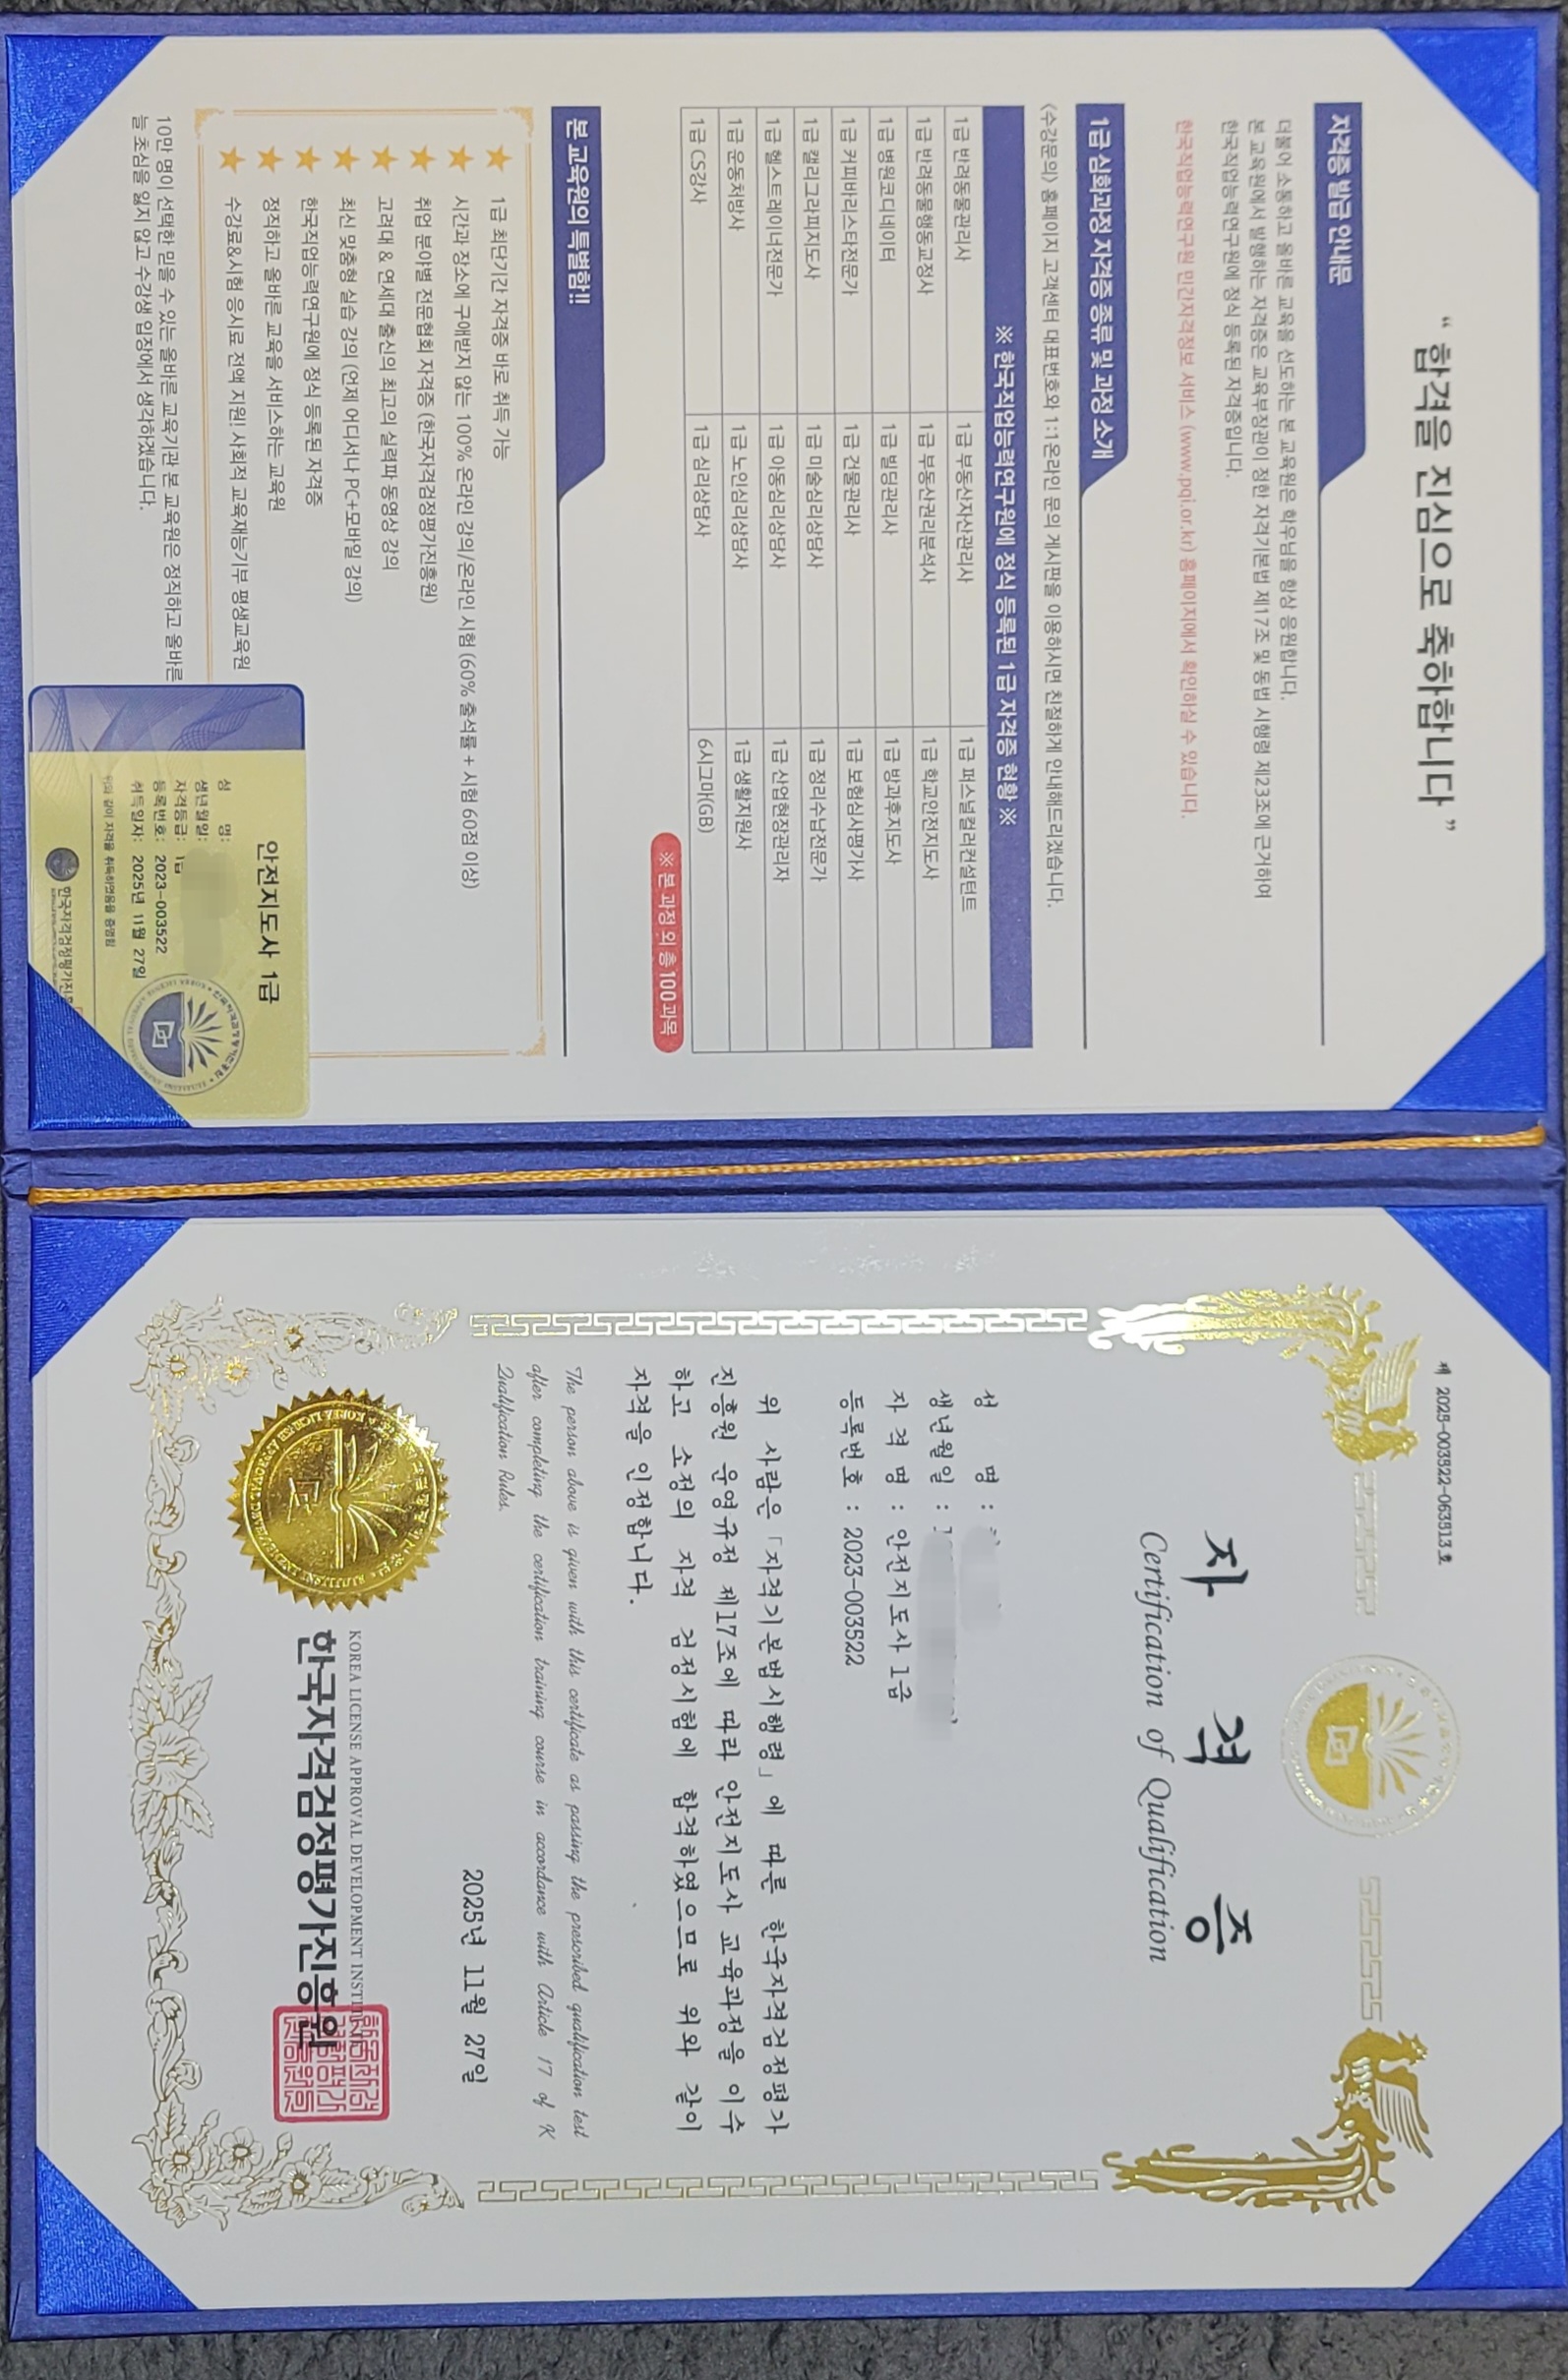 “ 합격을 진심으로 축하합니다 ”
자격증 발급 안내문
더불어 소통하고 올바른 교육을 선도하는 본 교육원은 학우님을 항상 응원합니다.
본 교육원에서 발행하는 자격증은 교육부장관이 정한 자격기본법 제17조 및 동법 시행령 제23조에 근거하여
한국직업능력연구원에 정식 등록된 자격증입니다.
한국직업능력연구원 민간자격정보 서비스 (www.pqi.or.kr) 홈페이지에서 확인하실 수 있습니다.
1급 심화과정 자격증 종류 및 과정 소개
(수강문의) 홈페이지 고객센터 대표번호와 1:1온라인 문의 게시판을 이용하시면 친절하게 안내해드리겠습니다.
※ 한국직업능력연구원에 정식 등록된 1급 자격증 현황 ※
1급 반려동물관리사 1급 부동산자산관리사 1급 퍼스널컬러컨설턴트
1급 반려동물행동교정사 1급 부동산권리분석사 1급 학교안전지도사
1급 병원코디네이터 1급 빌딩관리사 1급 방과후지도사
1급 커피바리스타전문가 1급 건물관리사 1급 보험심사평가사
1급 캘리그라피지도사 1급 미술심리상담사 1급 정리수납전문가
1급 헬스트레이너전문가 1급 아동심리상담사 1급 산업현장관리자
1급 운동처방사 1급 노인심리상담사 1급 생활지원사
1급 CS강사 1급 심리상담사 6시그마(GB)
※ 본 과정 외 총 100과목
본 교육원의 특별함!!
1급 최단기간 자격증 바로 취득 가능
시간과 장소에 구애받지 않는 100% 온라인 강의/온라인 시험 (60% 출석률 + 시험 60점 이상)
취업 분야별 전문협회 자격증 (한국자격검정평가진흥원)
고려대 & 연세대 출신의 최고의 실력파 동영상 강의
최신 맞춤형 실습 강의 (언제 어디서나 PC+모바일 강의)
한국직업능력연구원에 정식 등록된 자격증
정직하고 올바른 교육을 서비스하는 교육원
수강료&시험 응시료 전액 지원! 사회적 교육재능기부 평생교육원
10만 명이 선택한 믿을 수 있는 올바른 교육기관 본 교육원은 정직하고 올바른
늘 초심을 잃지 않고 수강생 입장에서 생각하겠습니다.
안전지도사 1급
성 명:
생년월일:
자격등급: 1급
등록번호: 2023-003522
취득일자: 2025년 11월 27일
위와 같이 자격을 취득하였음을 증명함
한국자격검정평가진
제 2025-003522-063513 호
자 격 증
Certification of Qualification
성 명 :
생년월일 :
자 격 명 : 안전지도사 1급
등록번호 : 2023-003522
위 사람은 「자격기본법시행령」에 따른 한국자격검정평가
진흥원 운영규정 제17조에 따라 안전지도사 교육과정을 이수
하고 소정의 자격 검정시험에 합격하였으므로 위와 같이
자격을 인정합니다.
The person above is given with this certificate as passing the prescribed qualification test
after completing the certification training course in accordance with Article 17 of K
Qualification Rules.
2025년 11월 27일
KOREA LICENSE APPROVAL DEVELOPMENT INSTITUTE
한국자격검정평가진흥원